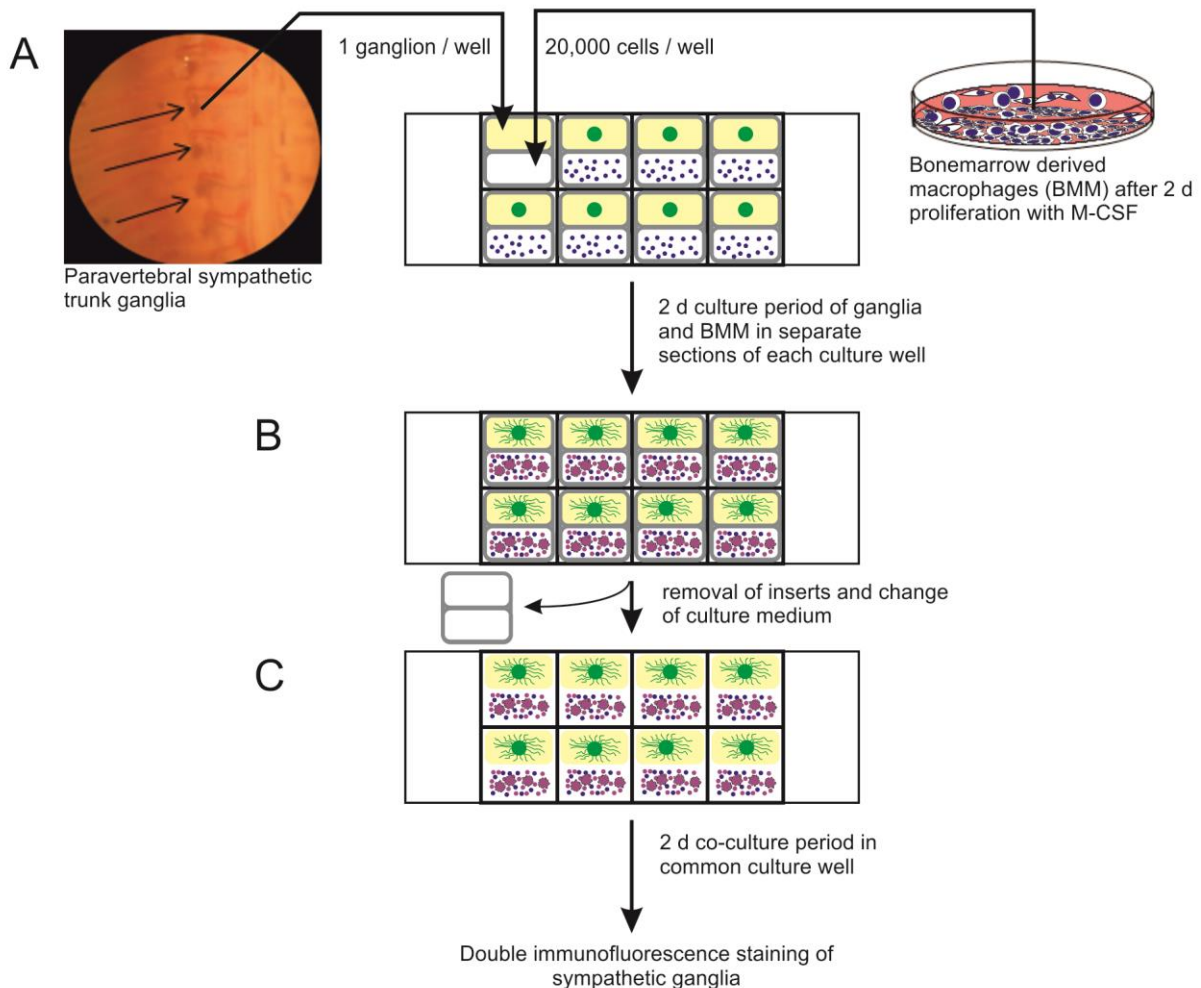 A
1 ganglion / well
20,000 cells / well
Paravertebral sympathetic
trunk ganglia
Bonemarrow derived
macrophages (BMM) after 2 d
proliferation with M-CSF
2 d culture period of ganglia
and BMM in separate
sections of each culture well
B
removal of inserts and change
of culture medium
C
2 d co-culture period in
common culture well
Double immunofluorescence staining of
sympathetic ganglia